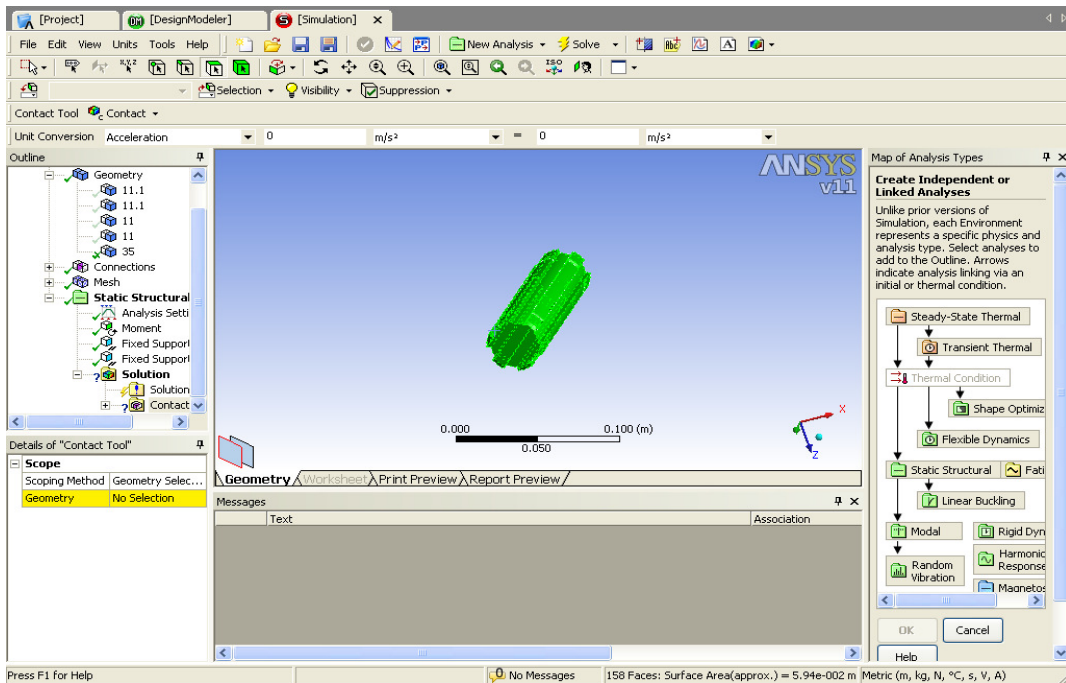 [Project] [DesignModeler] [Simulation]
File Edit View Units Tools Help New Analysis Solve
ISO
Selection Visibility Suppression
Contact Tool Contact
Unit Conversion Acceleration 0 m/s² = 0 m/s²
Outline
Geometry
11.1
11.1
11
11
35
Connections
Mesh
Static Structural
Analysis Setti
Moment
Fixed Support
Fixed Support
Solution
Solution
Contact
Details of "Contact Tool"
Scope
Scoping Method Geometry Selec...
Geometry No Selection
ANSYS
v11
0.000 0.100 (m)
0.050
X
Z
Geometry Worksheet Print Preview Report Preview
Messages
Text Association
Map of Analysis Types
Create Independent or
Linked Analyses
Unlike prior versions of
Simulation, each Environment
represents a specific physics and
analysis type. Select analyses to
add to the Outline. Arrows
indicate analysis linking via an
initial or thermal condition.
Steady-State Thermal
Transient Thermal
Thermal Condition
Shape Optimiz
Flexible Dynamics
Static Structural Fati
Linear Buckling
Modal Rigid Dyn
Random
Vibration
Harmonic
Response
Magnetos
OK Cancel
Help
Press F1 for Help 0 No Messages 158 Faces: Surface Area(approx.) = 5.94e-002 m Metric (m, kg, N, °C, s, V, A)